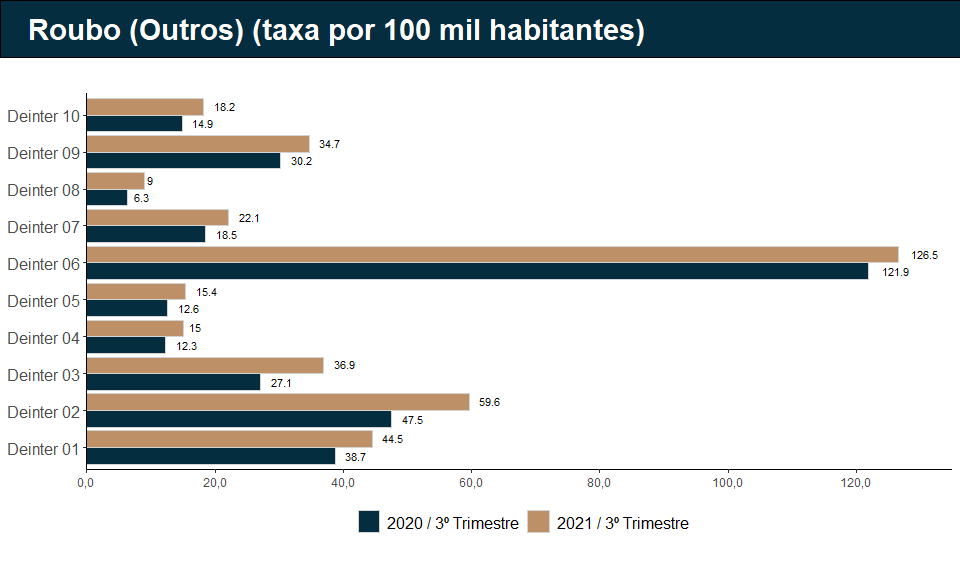 Roubo (Outros) (taxa por 100 mil habitantes)
Deinter 10
18.2
14.9
Deinter 09
34.7
30.2
Deinter 08
9
6.3
Deinter 07
22.1
18.5
Deinter 06
126.5
121.9
Deinter 05
15.4
12.6
Deinter 04
15
12.3
Deinter 03
36.9
27.1
Deinter 02
59.6
47.5
Deinter 01
44.5
38.7
0,0 20,0 40,0 60,0 80,0 100,0 120,0
2020 / 3º Trimestre 2021 / 3º Trimestre